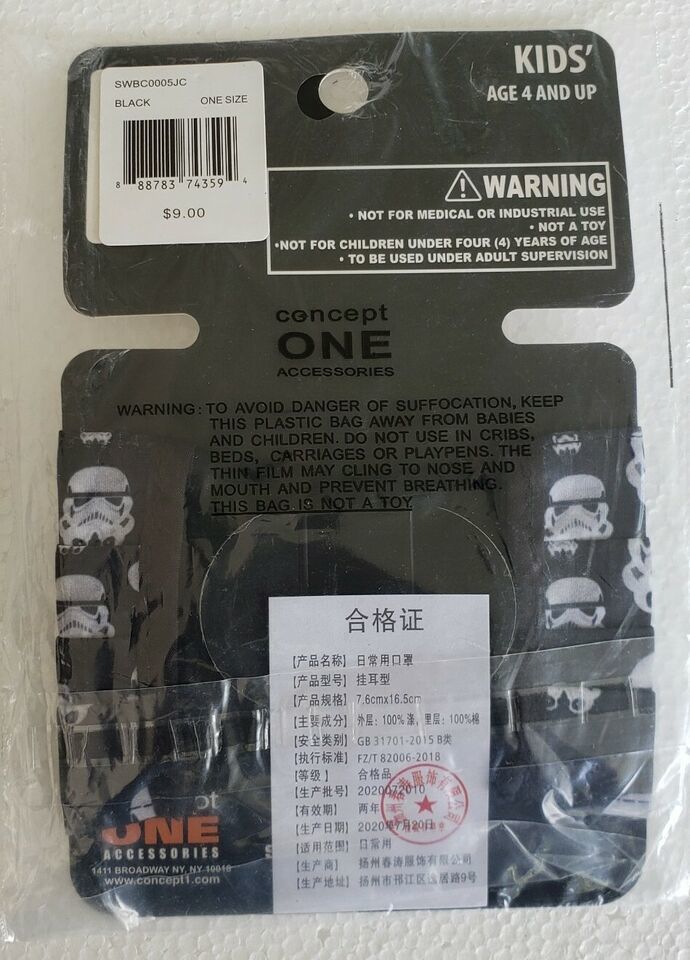 KIDS'
AGE 4 AND UP
SWBC0005JC
BLACK ONE SIZE
8 88783 74359 4
$9.00
WARNING
• NOT FOR MEDICAL OR INDUSTRIAL USE
• NOT A TOY
•NOT FOR CHILDREN UNDER FOUR (4) YEARS OF AGE
• TO BE USED UNDER ADULT SUPERVISION
concept
ONE
ACCESSORIES
WARNING: TO AVOID DANGER OF SUFFOCATION, KEEP
THIS PLASTIC BAG AWAY FROM BABIES
AND CHILDREN. DO NOT USE IN CRIBS,
BEDS, CARRIAGES OR PLAYPENS. THE
THIN FILM MAY CLING TO NOSE AND
MOUTH AND PREVENT BREATHING.
THIS BAG IS NOT A TOY.
合格证
【产品名称】日常用口罩
【产品型号】挂耳型
【产品规格】7.6cmx16.5cm
【主要成分】外层：100%涤，里层：100%棉
【安全类别】GB 31701-2015 B类
【执行标准】FZ/T 82006-2018
【等级】 合格品
【生产批号】2020072010
【有效期】 两年
【生产日期】2020年7月20日
【适用范围】日常用
【生产商】 扬州春涛服饰有限公司
【生产地址】扬州市邗江区逸居路9号
pt
ONE
ACCESSORIES
1411 BROADWAY NY, NY 10018
www.concept1.com